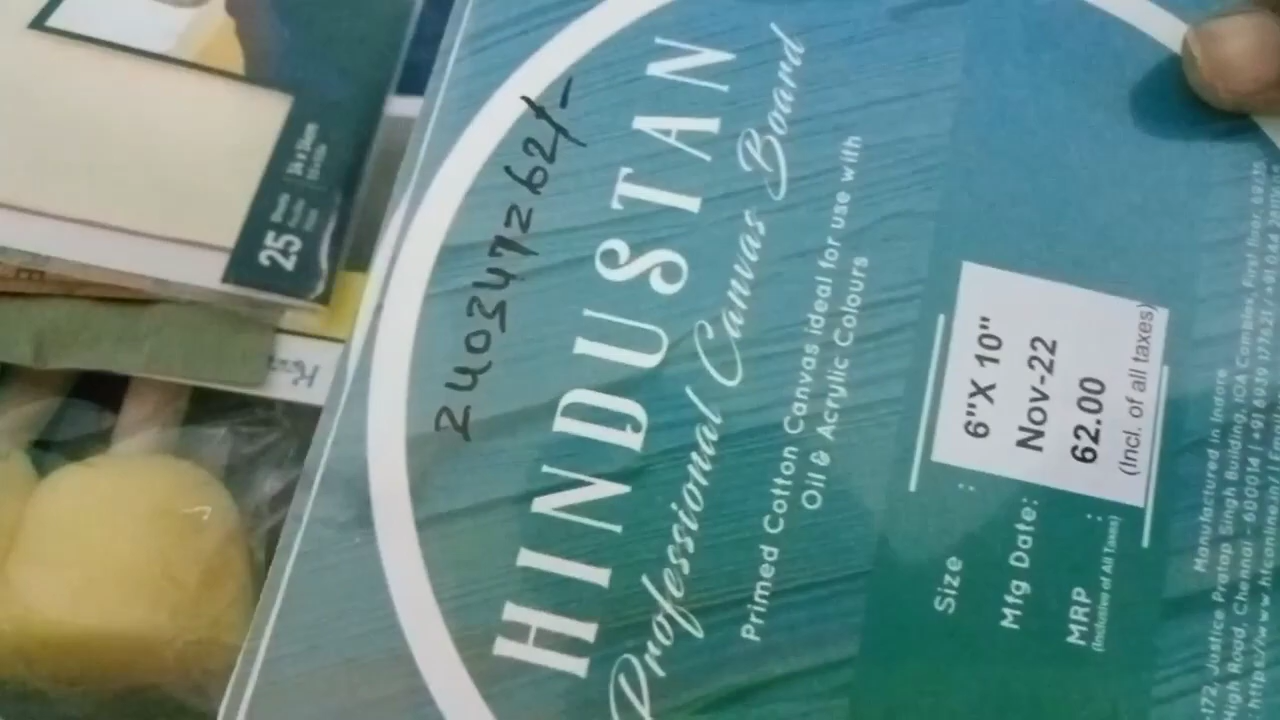 2403472 62/-
HINDUSTAN
Professional Canvas Board
Primed Cotton Canvas ideal for use with
Oil & Acrylic Colours
Size : 6"X 10"
Mfg Date: Nov-22
MRP : 62.00
(Inclusive of All Taxes) (Incl. of all taxes)
Manufactured in Indore
172, Justice Pratap Singh Building, IOA Complex, First floor,
High Road, Chennai - 600014
25